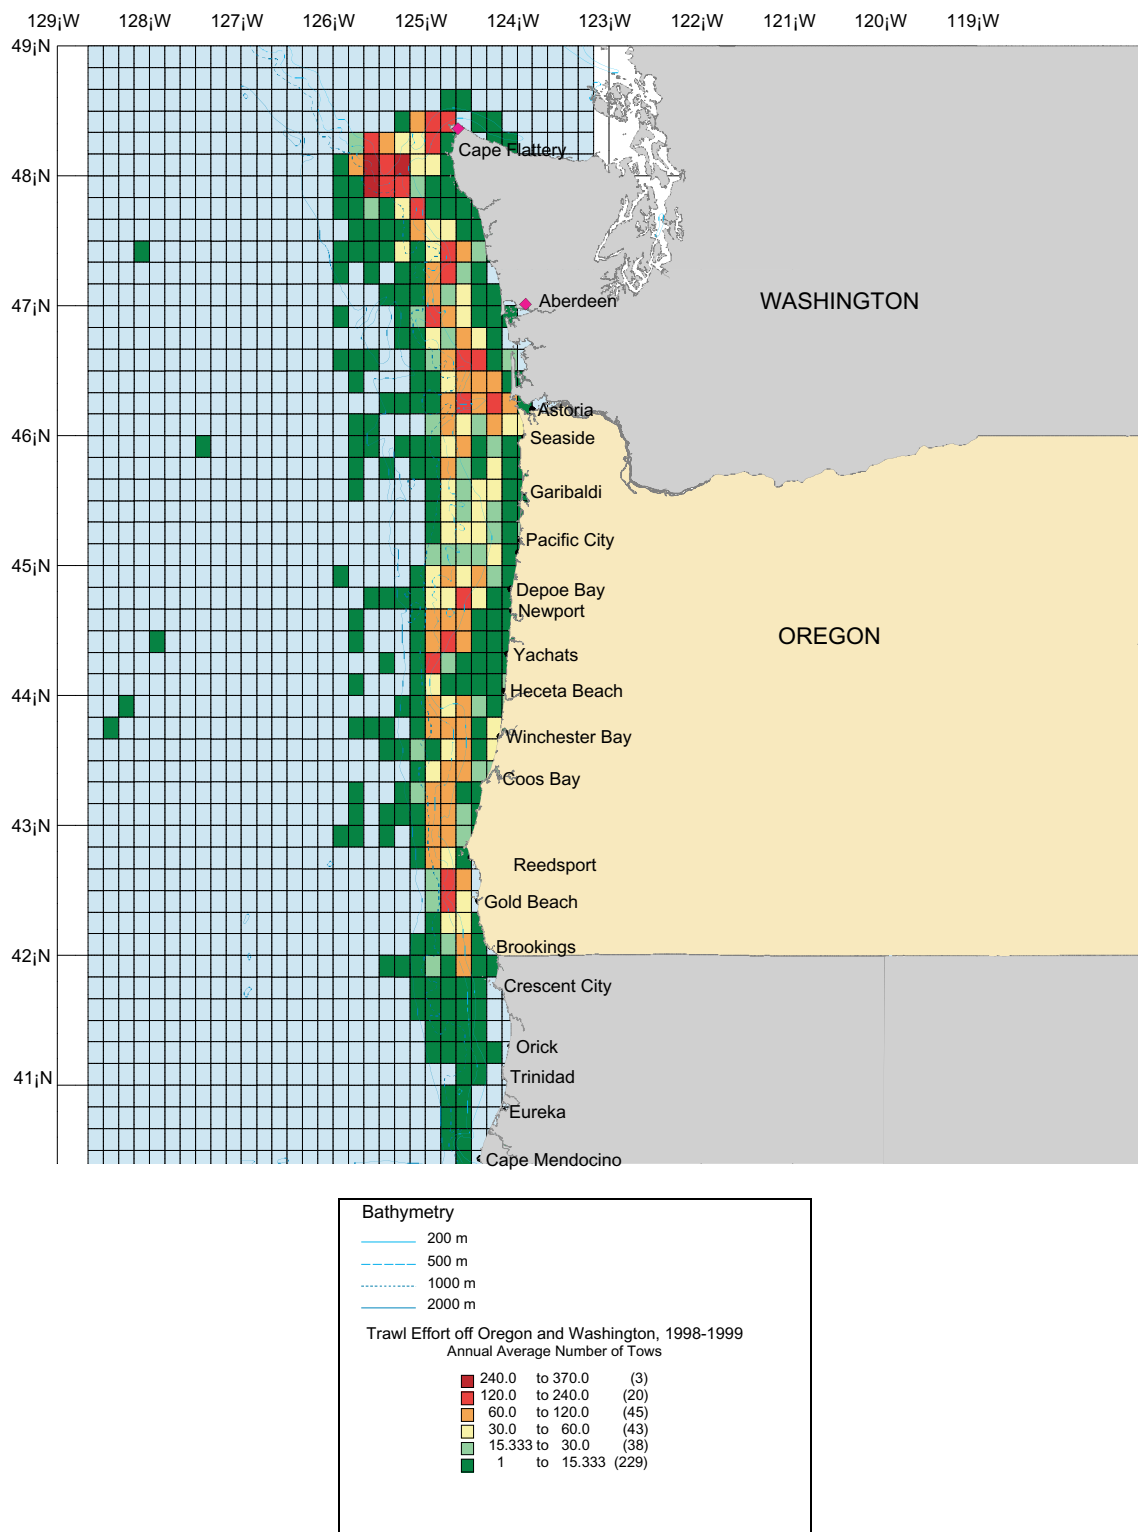 129¡W 128¡W 127¡W 126¡W 125¡W 124¡W 123¡W 122¡W 121¡W 120¡W 119¡W
49¡N
Cape Flattery
48¡N
47¡N
Aberdeen
WASHINGTON
Astoria
46¡N
Seaside
Garibaldi
Pacific City
45¡N
Depoe Bay
Newport
OREGON
Yachats
44¡N
Heceta Beach
Winchester Bay
Coos Bay
43¡N
Reedsport
Gold Beach
42¡N
Brookings
Crescent City
Orick
41¡N
Trinidad
Eureka
Cape Mendocino
Bathymetry
200 m
500 m
1000 m
2000 m
Trawl Effort off Oregon and Washington, 1998-1999
Annual Average Number of Tows
240.0 to 370.0 (3)
120.0 to 240.0 (20)
60.0 to 120.0 (45)
30.0 to 60.0 (43)
15.333 to 30.0 (38)
1 to 15.333 (229)